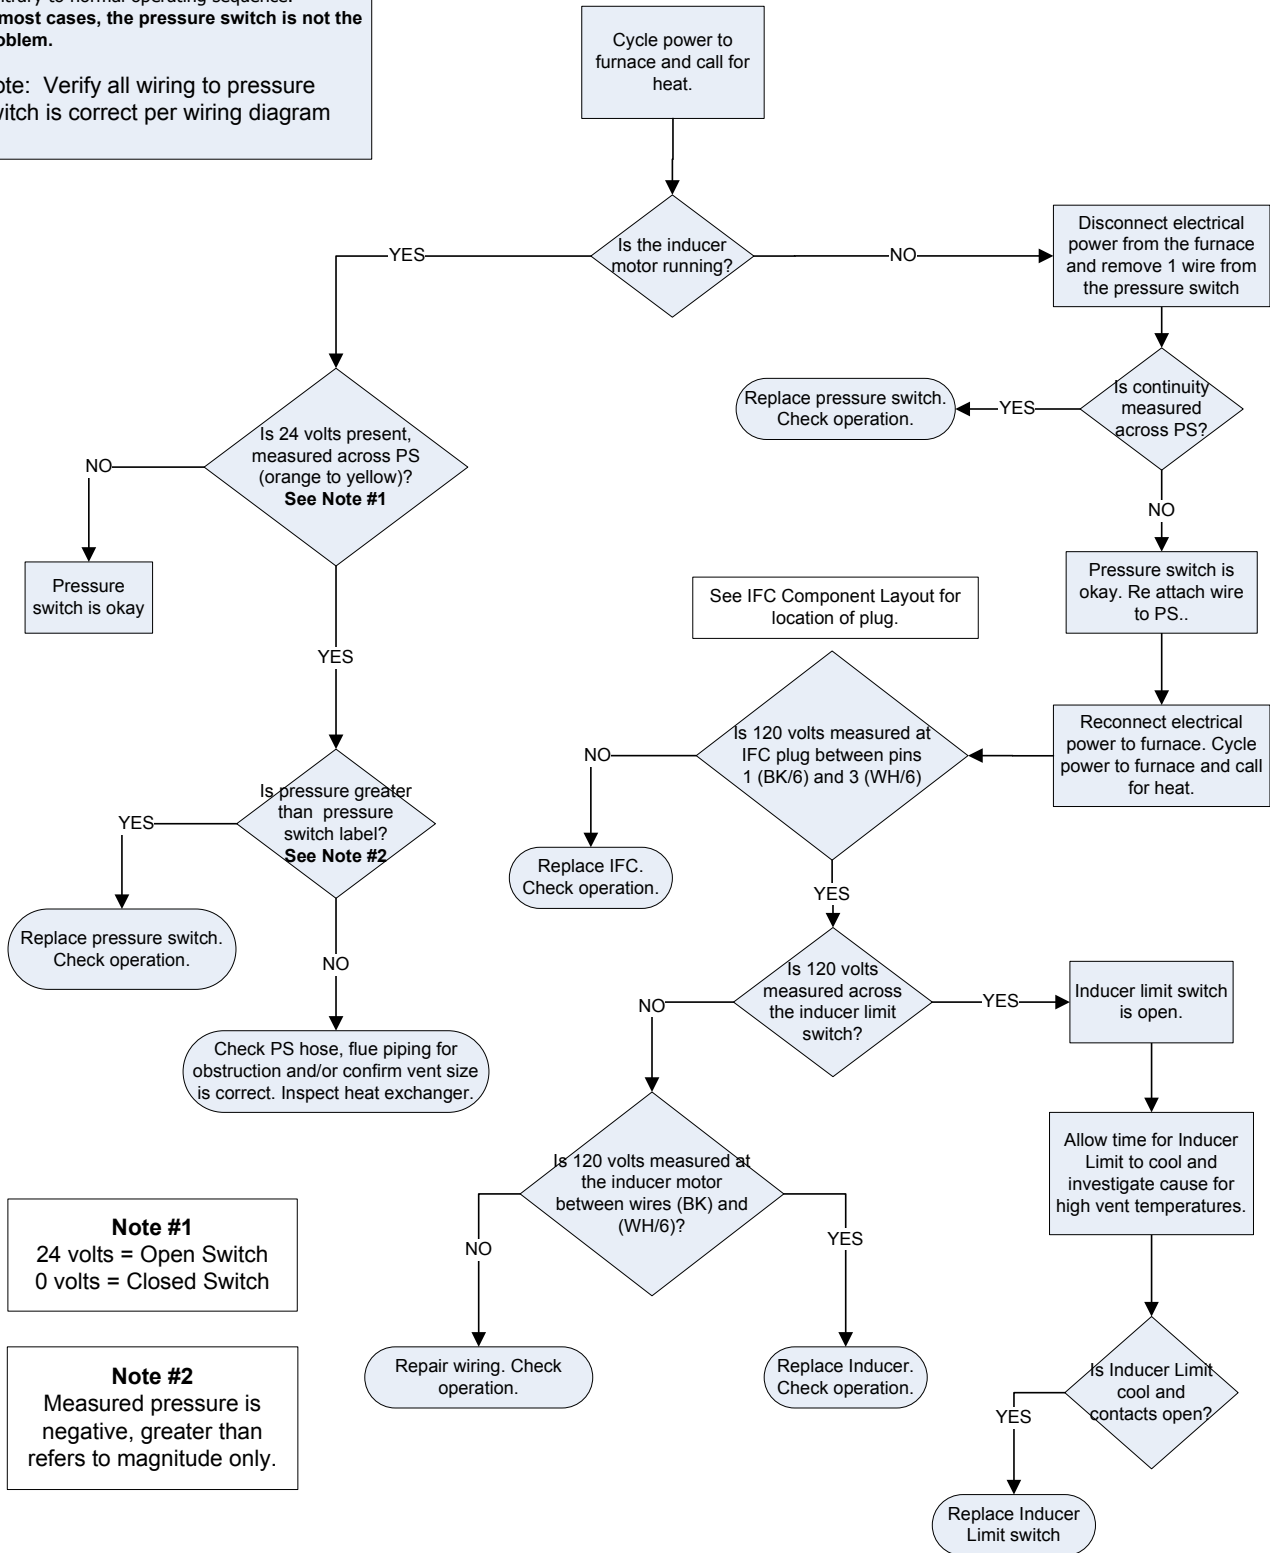 most cases, the pressure switch is not the
Note: Verify all wiring to pressure
switch is correct per wiring diagram
Cycle power to
furnace and call for
heat.
Is the inducer
motor running?
YES
NO
Disconnect electrical
power from the furnace
and remove 1 wire from
the pressure switch
Is continuity
measured
across PS?
YES
Replace pressure switch.
Check operation.
NO
Is 24 volts present,
measured across PS
(orange to yellow)?
See Note #1
NO
Pressure
switch is okay
Pressure switch is
okay. Re attach wire
to PS..
See IFC Component Layout for
location of plug.
YES
Reconnect electrical
power to furnace. Cycle
power to furnace and call
for heat.
Is 120 volts measured at
IFC plug between pins
1 (BK/6) and 3 (WH/6)
NO
Replace IFC.
Check operation.
YES
Is pressure greater
than pressure
switch label?
See Note #2
YES
Replace pressure switch.
Check operation.
NO
Check PS hose, flue piping for
obstruction and/or confirm vent size
is correct. Inspect heat exchanger.
Is 120 volts
measured across
the inducer limit
switch?
NO
YES
Inducer limit switch
is open.
Allow time for Inducer
Limit to cool and
investigate cause for
high vent temperatures.
Is 120 volts measured at
the inducer motor
between wires (BK) and
(WH/6)?
NO
YES
Repair wiring. Check
operation.
Replace Inducer.
Check operation.
Is Inducer Limit
cool and
contacts open?
YES
Replace Inducer
Limit switch
Note #1
24 volts = Open Switch
0 volts = Closed Switch
Note #2
Measured pressure is
negative, greater than
refers to magnitude only.